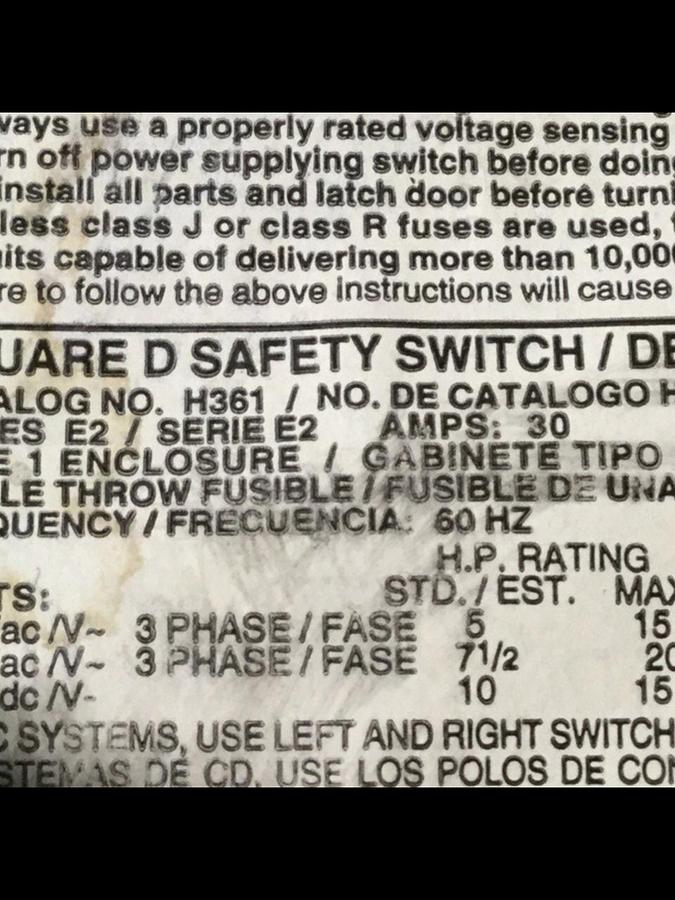 ways use a properly rated voltage sensing
rn off power supplying switch before doing
install all parts and latch door before turni
less class J or class R fuses are used,
its capable of delivering more than 10,000
re to follow the above instructions will cause
UARE D SAFETY SWITCH / DE
ALOG NO. H361 / NO. DE CATALOGO H
ES E2 / SERIE E2 AMPS: 30
E 1 ENCLOSURE / GABINETE TIPO
LE THROW FUSIBLE / FUSIBLE DE UNA
QUENCY / FRECUENCIA: 60 HZ
H.P. RATING
TS: STD. / EST. MAX
ac /V~ 3 PHASE / FASE 5 15
ac /V~ 3 PHASE / FASE 7 1/2 20
dc /V- 10 15
C SYSTEMS, USE LEFT AND RIGHT SWITCH
STEMAS DE CD, USE LOS POLOS DE CON